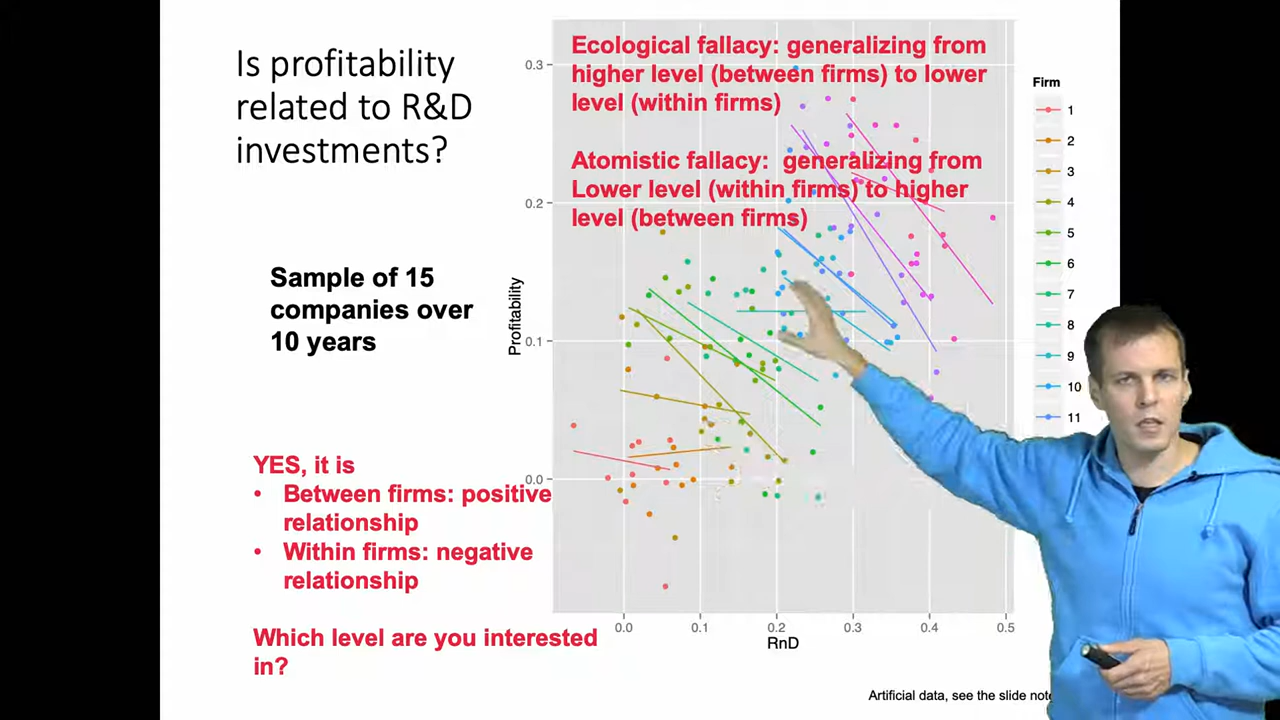 Is profitability
related to R&D
investments?
Sample of 15
companies over
10 years
YES, it is
• Between firms: positive
relationship
• Within firms: negative
relationship
Which level are you interested
in?
Ecological fallacy: generalizing from
higher level (between firms) to lower
level (within firms)
Atomistic fallacy: generalizing from
Lower level (within firms) to higher
level (between firms)
Profitability
0.3
0.2
0.1
0.0
0.0
0.1
0.2
0.3
0.4
0.5
RnD
Firm
1
2
3
4
5
6
7
8
9
10
11
Artificial data, see the slide